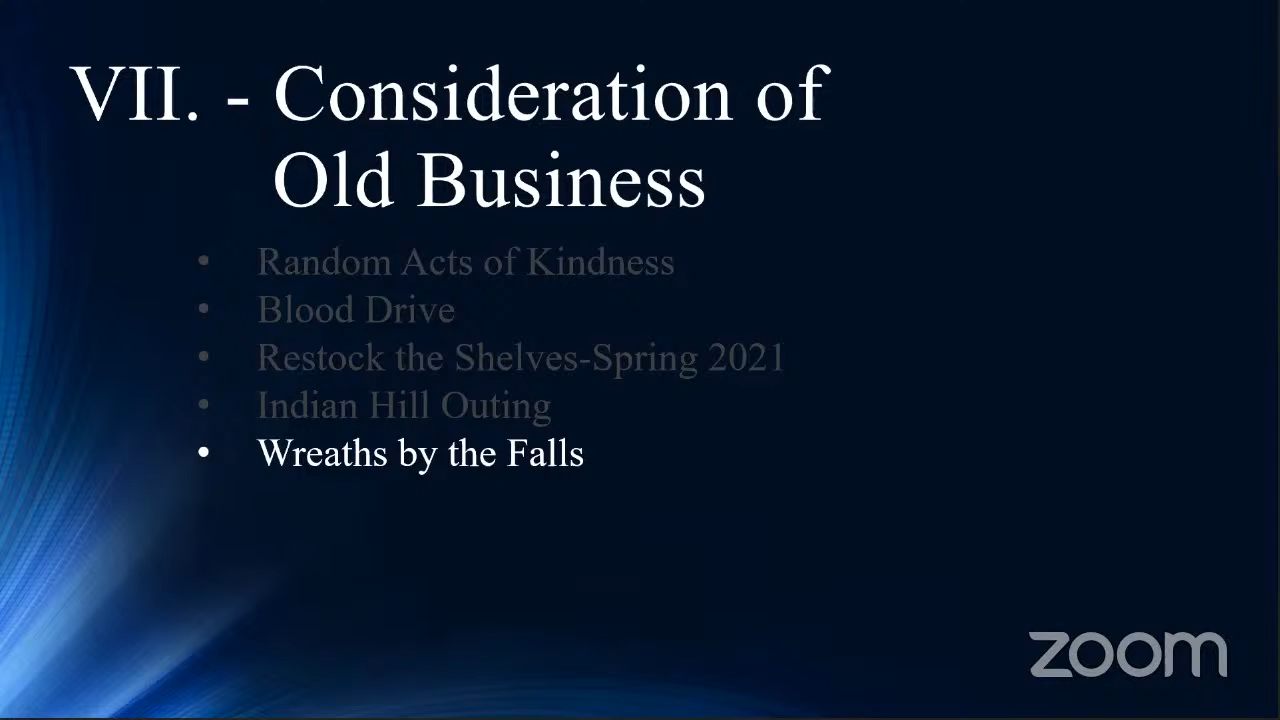 VII. - Consideration of
Old Business
• Random Acts of Kindness
• Blood Drive
• Restock the Shelves-Spring 2021
• Indian Hill Outing
• Wreaths by the Falls
zoom